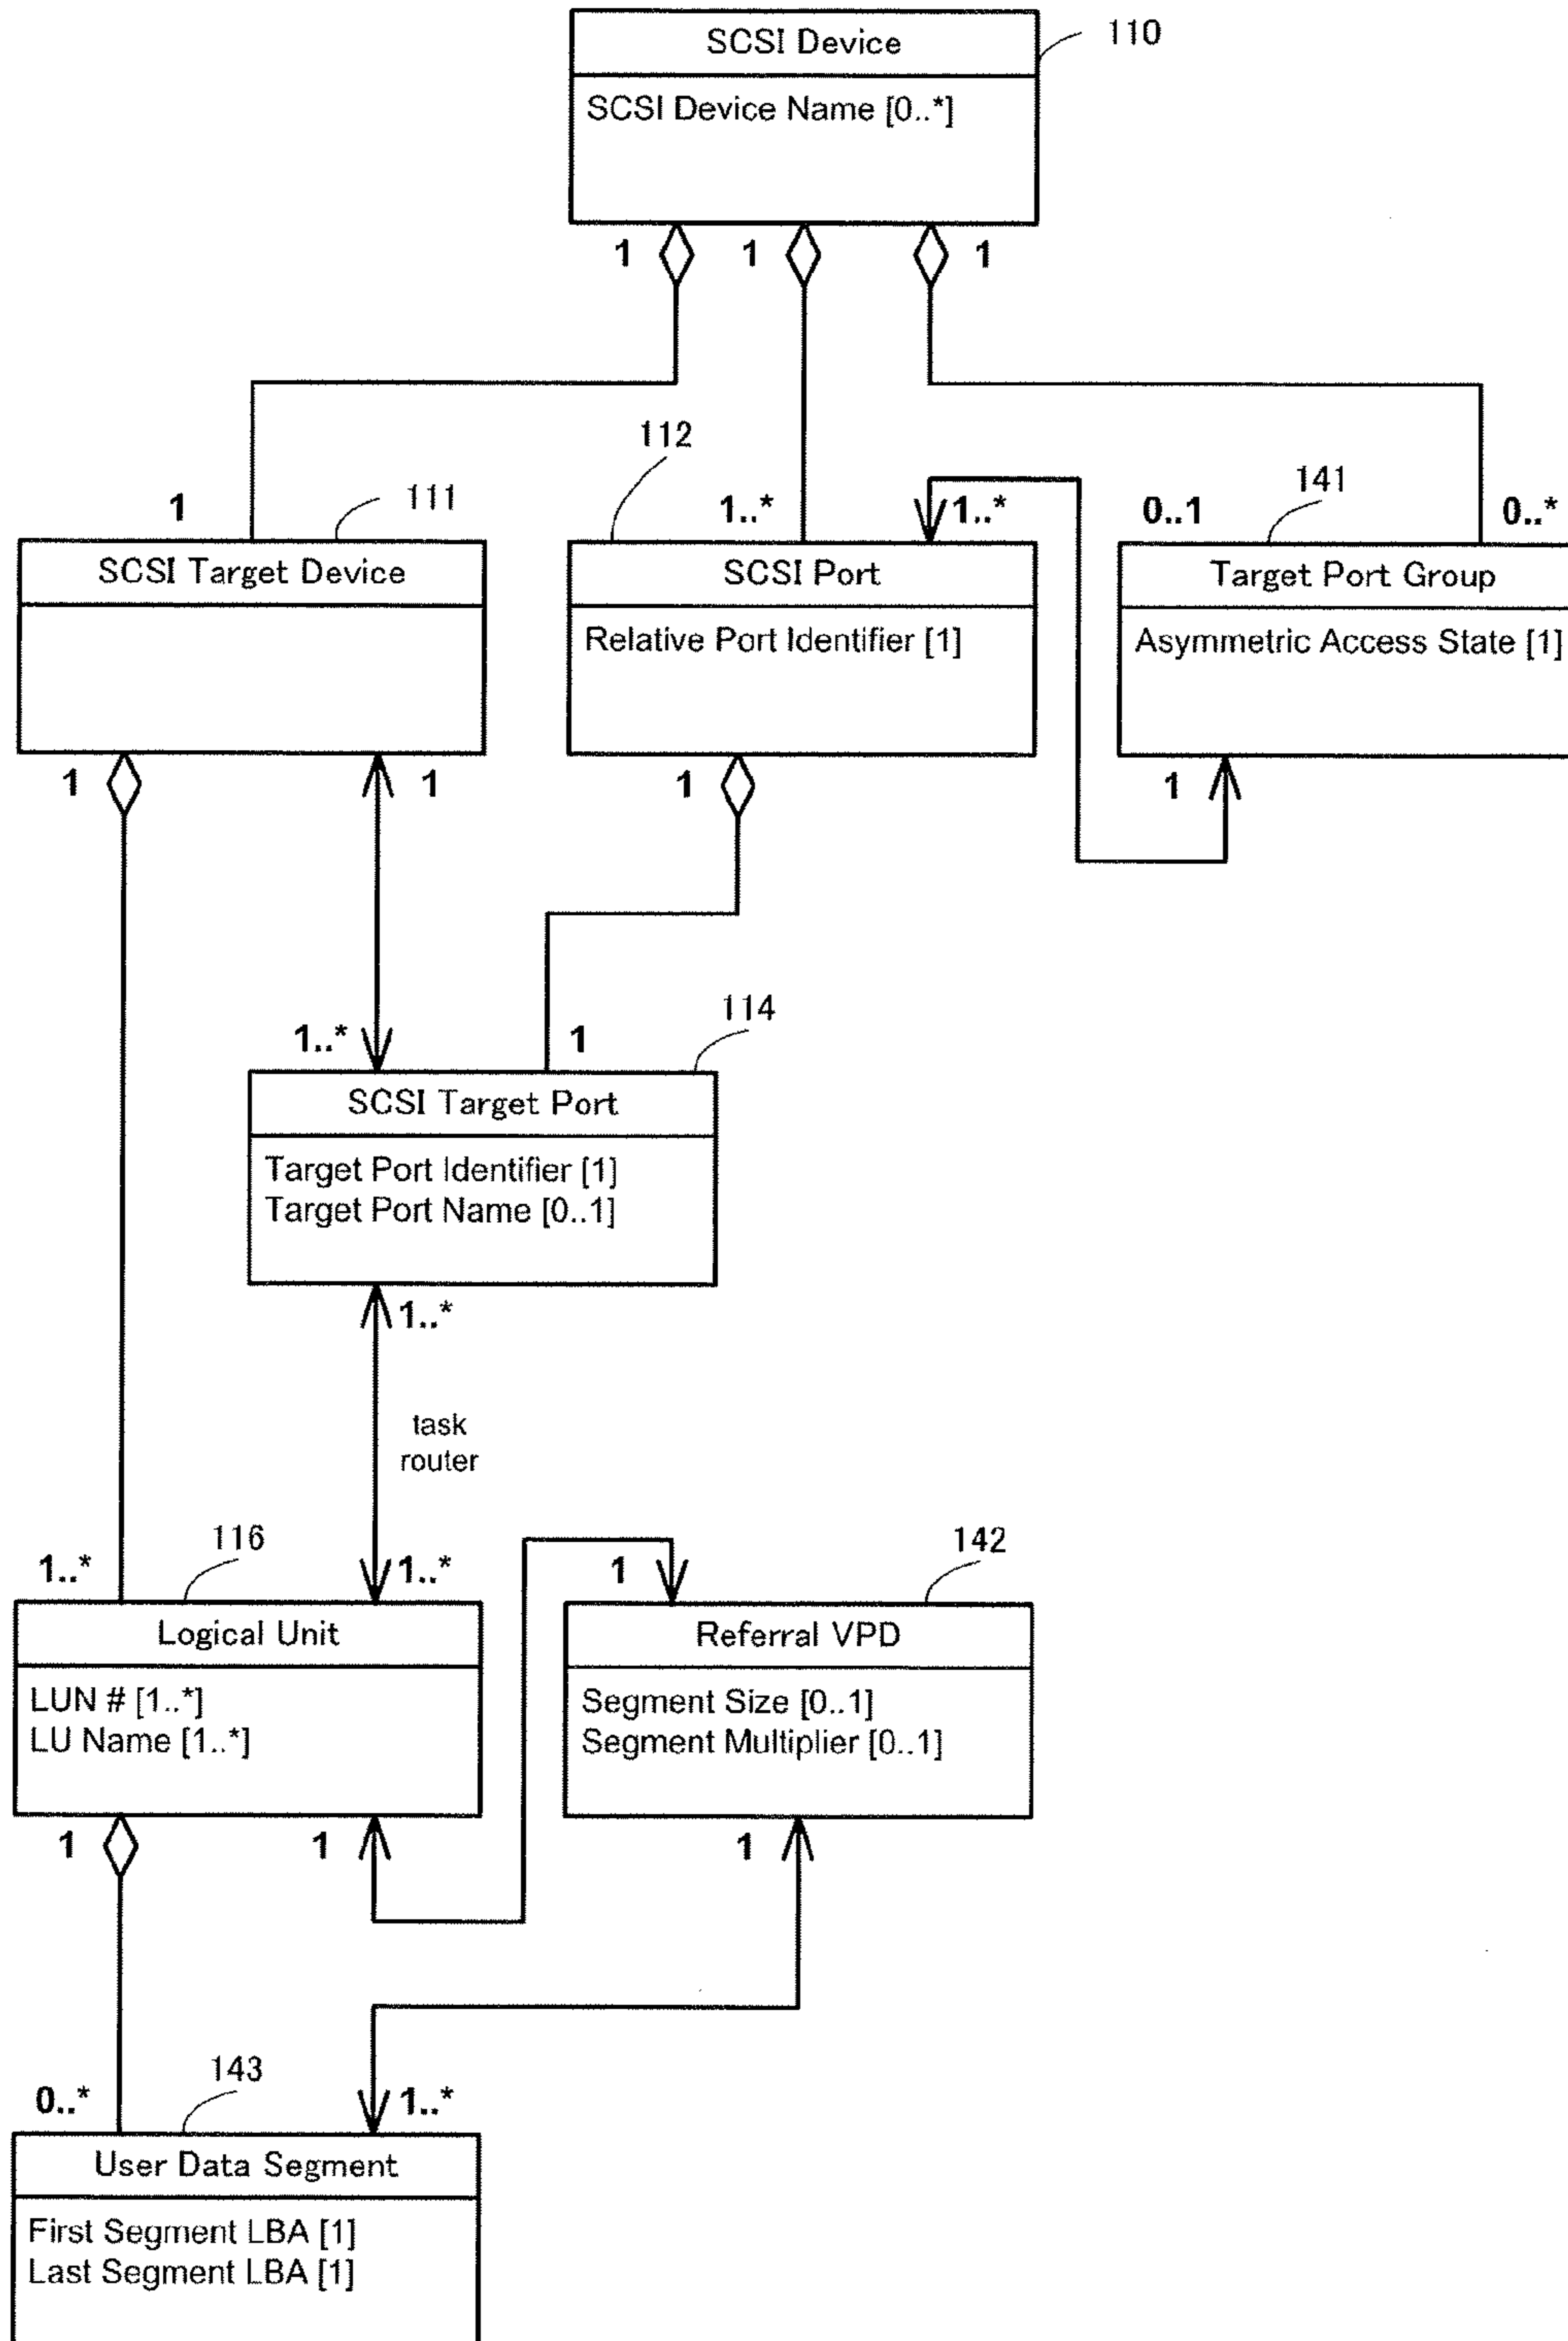 SCSI Device
110
SCSI Device Name [0..*]
1
1
1
112
141
1
111
1..*
1..*
0..1
0..*
SCSI Target Device
SCSI Port
Relative Port Identifier [1]
Target Port Group
Asymmetric Access State [1]
1
1
1
1
114
1..*
1
SCSI Target Port
Target Port Identifier [1]
Target Port Name [0..1]
1..*
task
router
116
142
1..*
1..*
1
Logical Unit
LUN # [1..*]
LU Name [1..*]
Referral VPD
Segment Size [0..1]
Segment Multiplier [0..1]
1
1
1
143
0..*
1..*
User Data Segment
First Segment LBA [1]
Last Segment LBA [1]